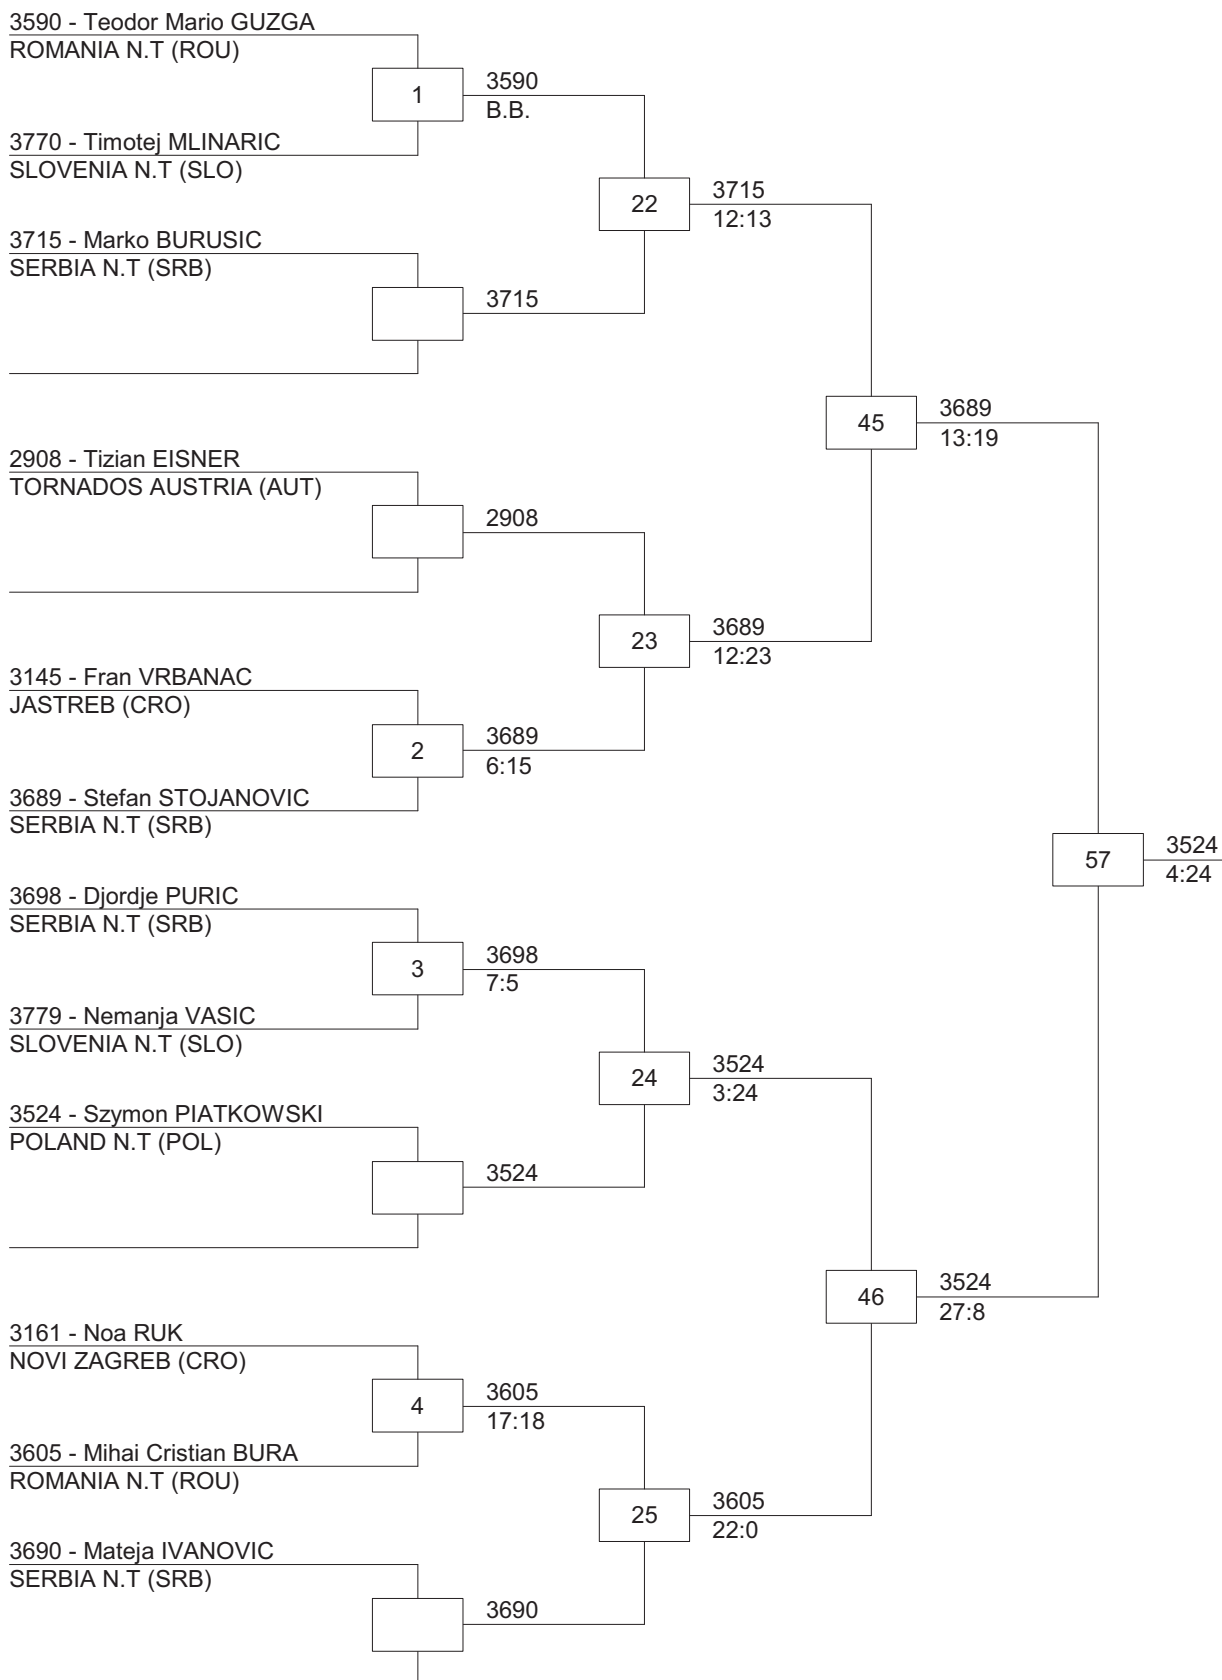 3590 - Teodor Mario GUZGA
ROMANIA N.T (ROU)
1
3590
B.B.
3770 - Timotej MLINARIC
SLOVENIA N.T (SLO)
22
3715
12:13
3715 - Marko BURUSIC
SERBIA N.T (SRB)
3715
45
3689
13:19
2908 - Tizian EISNER
TORNADOS AUSTRIA (AUT)
2908
23
3689
12:23
3145 - Fran VRBANAC
JASTREB (CRO)
2
3689
6:15
3689 - Stefan STOJANOVIC
SERBIA N.T (SRB)
57
3524
4:24
3698 - Djordje PURIC
SERBIA N.T (SRB)
3
3698
7:5
3779 - Nemanja VASIC
SLOVENIA N.T (SLO)
24
3524
3:24
3524 - Szymon PIATKOWSKI
POLAND N.T (POL)
3524
46
3524
27:8
3161 - Noa RUK
NOVI ZAGREB (CRO)
4
3605
17:18
3605 - Mihai Cristian BURA
ROMANIA N.T (ROU)
25
3605
22:0
3690 - Mateja IVANOVIC
SERBIA N.T (SRB)
3690